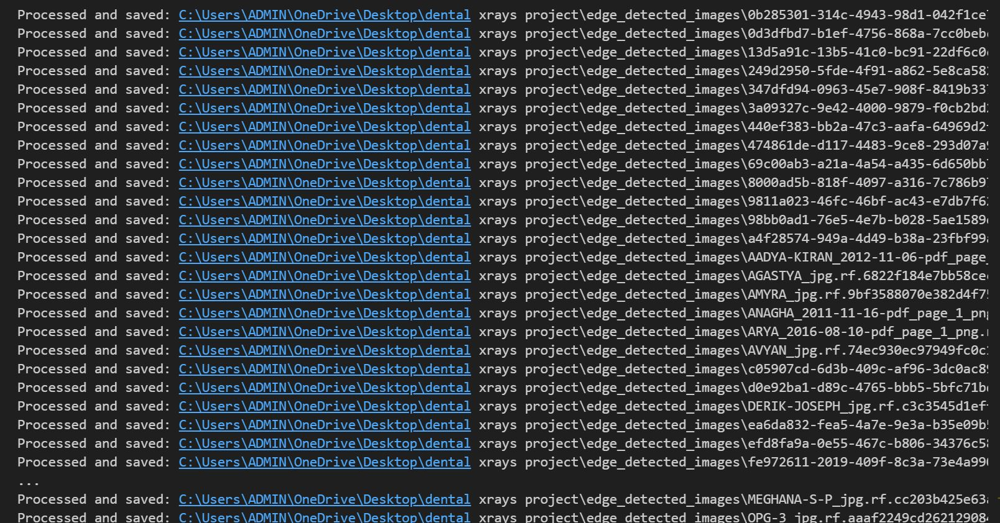 Processed and saved: C:\Users\ADMIN\OneDrive\Desktop\dental xrays project\edge_detected_images\0b285301-314c-4943-98d1-042f1ce
Processed and saved: C:\Users\ADMIN\OneDrive\Desktop\dental xrays project\edge_detected_images\0d3dfbd7-b1ef-4756-868a-7cc0beb
Processed and saved: C:\Users\ADMIN\OneDrive\Desktop\dental xrays project\edge_detected_images\13d5a91c-13b5-41c0-bc91-22df6c0
Processed and saved: C:\Users\ADMIN\OneDrive\Desktop\dental xrays project\edge_detected_images\249d2950-5fde-4f91-a862-5e8ca58
Processed and saved: C:\Users\ADMIN\OneDrive\Desktop\dental xrays project\edge_detected_images\347dfd94-0963-45e7-908f-8419b33
Processed and saved: C:\Users\ADMIN\OneDrive\Desktop\dental xrays project\edge_detected_images\3a09327c-9e42-4000-9879-f0cb2bd
Processed and saved: C:\Users\ADMIN\OneDrive\Desktop\dental xrays project\edge_detected_images\440ef383-bb2a-47c3-aafa-64969d2
Processed and saved: C:\Users\ADMIN\OneDrive\Desktop\dental xrays project\edge_detected_images\474861de-d117-4483-9ce8-293d07a
Processed and saved: C:\Users\ADMIN\OneDrive\Desktop\dental xrays project\edge_detected_images\69c00ab3-a21a-4a54-a435-6d650bb
Processed and saved: C:\Users\ADMIN\OneDrive\Desktop\dental xrays project\edge_detected_images\8000ad5b-818f-4097-a316-7c786b9
Processed and saved: C:\Users\ADMIN\OneDrive\Desktop\dental xrays project\edge_detected_images\9811a023-46fc-46bf-ac43-e7db7f6
Processed and saved: C:\Users\ADMIN\OneDrive\Desktop\dental xrays project\edge_detected_images\98bb0ad1-76e5-4e7b-b028-5ae1589
Processed and saved: C:\Users\ADMIN\OneDrive\Desktop\dental xrays project\edge_detected_images\a4f28574-949a-4d49-b38a-23fbf99
Processed and saved: C:\Users\ADMIN\OneDrive\Desktop\dental xrays project\edge_detected_images\AADYA-KIRAN_2012-11-06-pdf_page_
Processed and saved: C:\Users\ADMIN\OneDrive\Desktop\dental xrays project\edge_detected_images\AGASTYA_jpg.rf.6822f184e7bb58ce
Processed and saved: C:\Users\ADMIN\OneDrive\Desktop\dental xrays project\edge_detected_images\AMYRA_jpg.rf.9bf3588070e382d4f7
Processed and saved: C:\Users\ADMIN\OneDrive\Desktop\dental xrays project\edge_detected_images\ANAGHA_2011-11-16-pdf_page_1_png
Processed and saved: C:\Users\ADMIN\OneDrive\Desktop\dental xrays project\edge_detected_images\ARYA_2016-08-10-pdf_page_1_png.
Processed and saved: C:\Users\ADMIN\OneDrive\Desktop\dental xrays project\edge_detected_images\AVYAN_jpg.rf.74ec930ec97949fc0c
Processed and saved: C:\Users\ADMIN\OneDrive\Desktop\dental xrays project\edge_detected_images\c05907cd-6d3b-409c-af96-3dc0ac8
Processed and saved: C:\Users\ADMIN\OneDrive\Desktop\dental xrays project\edge_detected_images\d0e92ba1-d89c-4765-bbb5-5bfc71b
Processed and saved: C:\Users\ADMIN\OneDrive\Desktop\dental xrays project\edge_detected_images\DERIK-JOSEPH_jpg.rf.c3c3545d1ef
Processed and saved: C:\Users\ADMIN\OneDrive\Desktop\dental xrays project\edge_detected_images\ea6da832-fea5-4a7e-9e3a-b35e09b
Processed and saved: C:\Users\ADMIN\OneDrive\Desktop\dental xrays project\edge_detected_images\efd8fa9a-0e55-467c-b806-34376c5
Processed and saved: C:\Users\ADMIN\OneDrive\Desktop\dental xrays project\edge_detected_images\fe972611-2019-409f-8c3a-73e4a99
...
Processed and saved: C:\Users\ADMIN\OneDrive\Desktop\dental xrays project\edge_detected_images\MEGHANA-S-P_jpg.rf.cc203b425e63
Processed and saved: C:\Users\ADMIN\OneDrive\Desktop\dental xrays project\edge_detected_images\OPG-3_jpg.rf.aaaf2249cd26212908